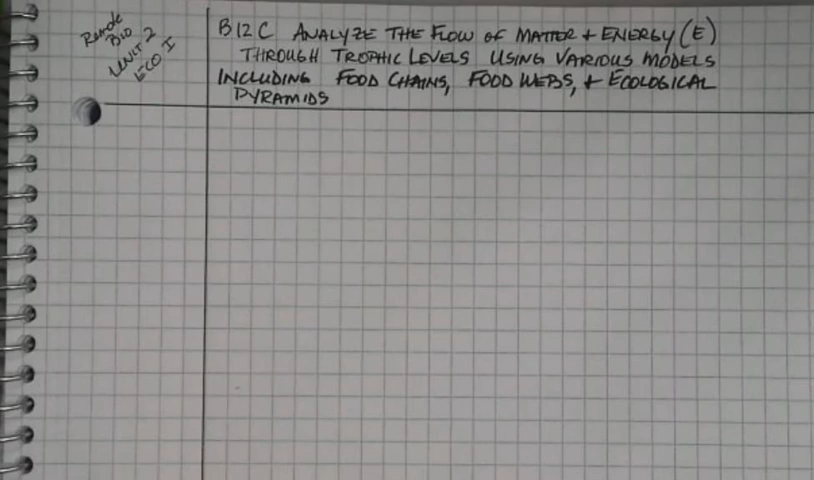 Remote
Bio
UNIT 2
ECO I
B12C ANALYZE THE FLOW OF MATTER + ENERGY (E)
THROUGH TROPHIC LEVELS USING VARIOUS MODELS
INCLUDING FOOD CHAINS, FOOD WEBS, + ECOLOGICAL
PYRAMIDS